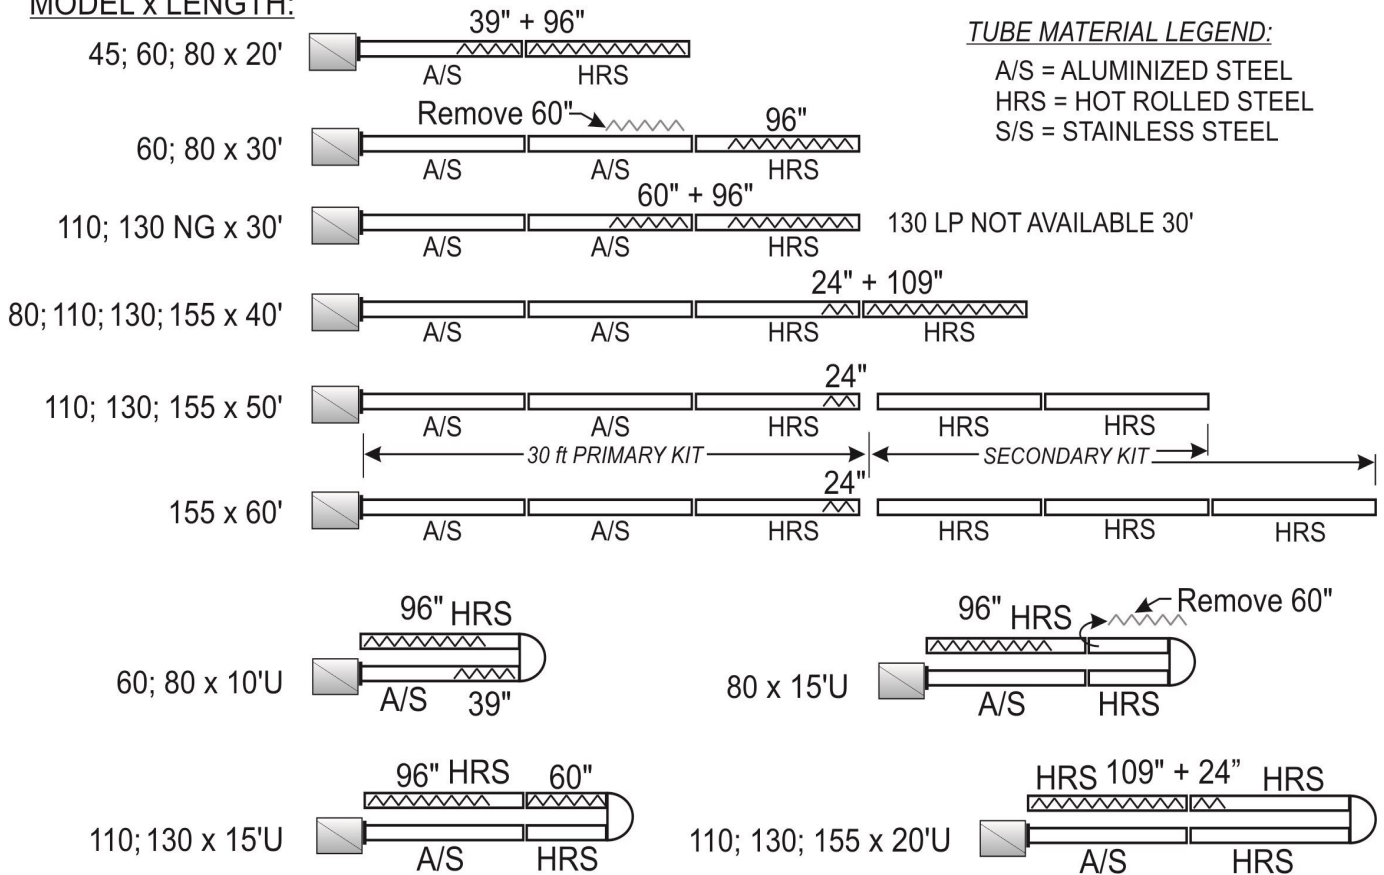 MODEL x LENGTH:
39" + 96"
45; 60; 80 x 20'
A/S HRS
TUBE MATERIAL LEGEND:
A/S = ALUMINIZED STEEL
HRS = HOT ROLLED STEEL
S/S = STAINLESS STEEL
Remove 60" 96"
60; 80 x 30'
A/S A/S HRS
60" + 96"
110; 130 NG x 30' 130 LP NOT AVAILABLE 30'
A/S A/S HRS
24" + 109"
80; 110; 130; 155 x 40'
A/S A/S HRS HRS
24"
110; 130; 155 x 50'
A/S A/S HRS HRS HRS
30 ft PRIMARY KIT SECONDARY KIT
24"
155 x 60'
A/S A/S HRS HRS HRS HRS
96" HRS
60; 80 x 10'U
A/S 39"
96" HRS Remove 60"
80 x 15'U
A/S HRS
96" HRS 60"
110; 130 x 15'U
A/S HRS
HRS 109" + 24” HRS
110; 130; 155 x 20'U
A/S HRS